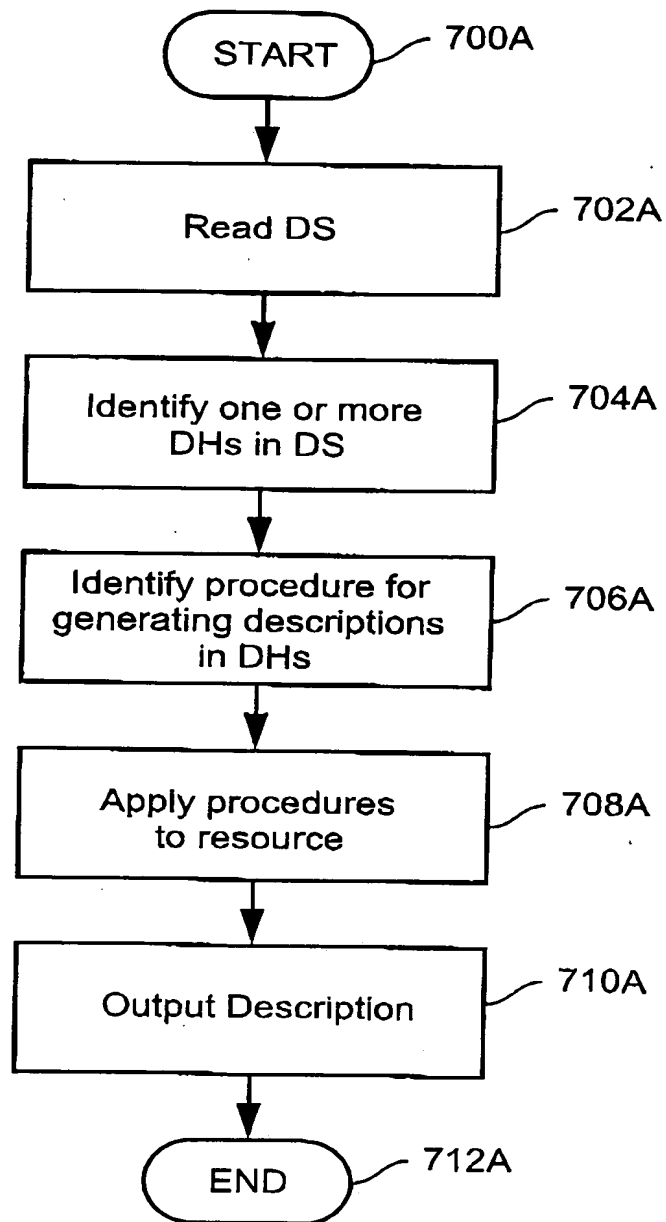 START
700A
Read DS
702A
Identify one or more
DHs in DS
704A
Identify procedure for
generating descriptions
in DHs
706A
Apply procedures
to resource
708A
Output Description
710A
END
712A